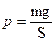 p = mg/S